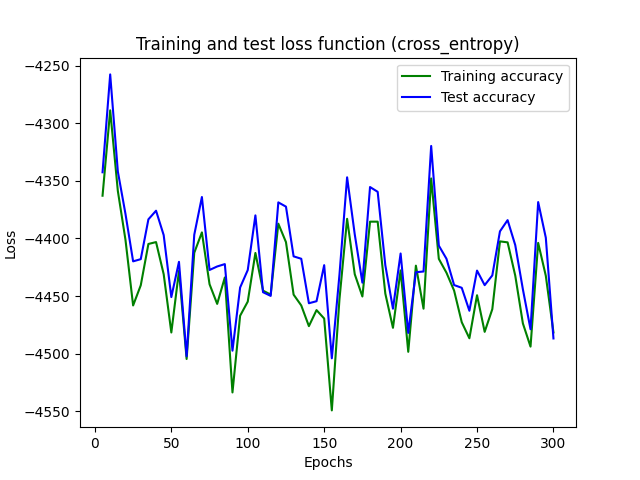 Training and test loss function (cross_entropy)
Training accuracy
Test accuracy
−4250
−4300
−4350
−4400
−4450
−4500
−4550
Loss
0 50 100 150 200 250 300
Epochs